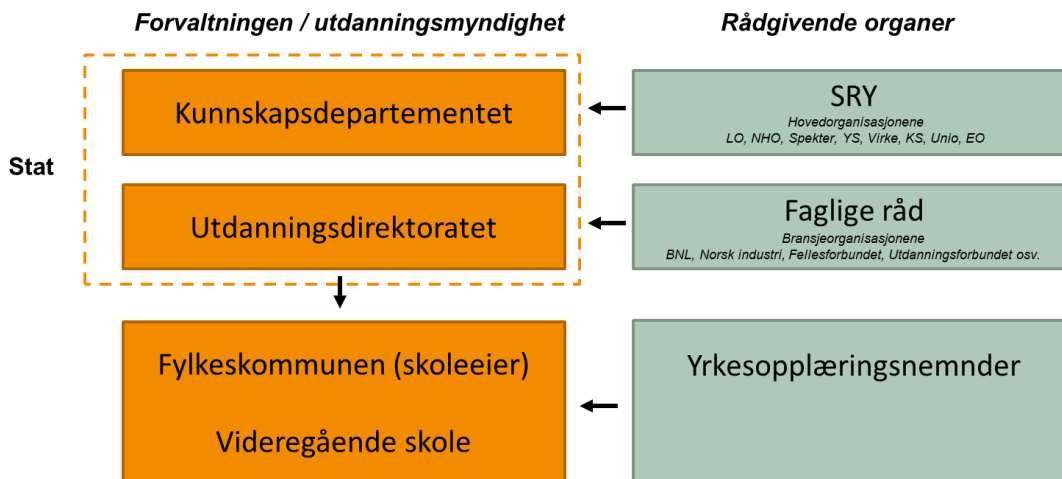 Forvaltningen / utdanningsmyndighet
Rådgivende organer
Stat
Kunnskapsdepartementet
SRY
Hovedorganisasjonene
LO, NHO, Spekter, YS, Virke, KS, Unio, EO
Utdanningsdirektoratet
Faglige råd
Bransjeorganisasjonene
BNL, Norsk industri, Fellesforbundet, Utdanningsforbundet osv.
Fylkeskommunen (skoleeier)
Videregående skole
Yrkesopplæringsnemnder